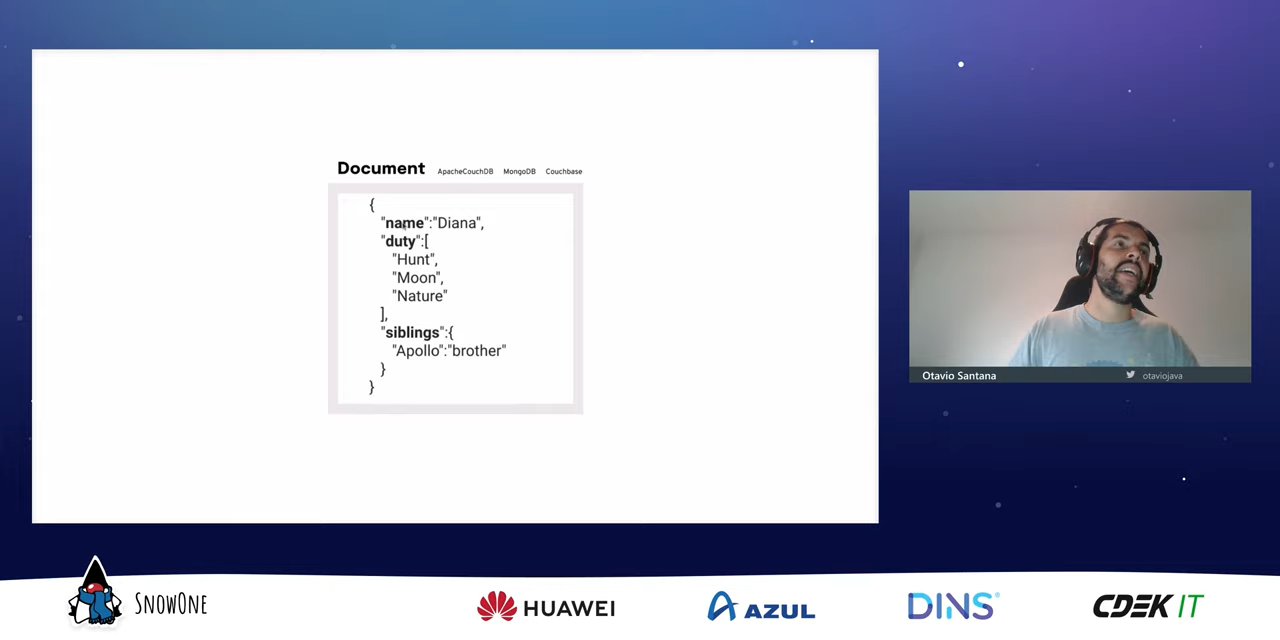 Document ApacheCouchDB MongoDB Couchbase
{
"name":"Diana",
"duty":[
"Hunt",
"Moon",
"Nature"
],
"siblings":{
"Apollo":"brother"
}
}
Otavio Santana otaviojava
SnowOne
HUAWEI
AZUL
DINS
CDEK IT